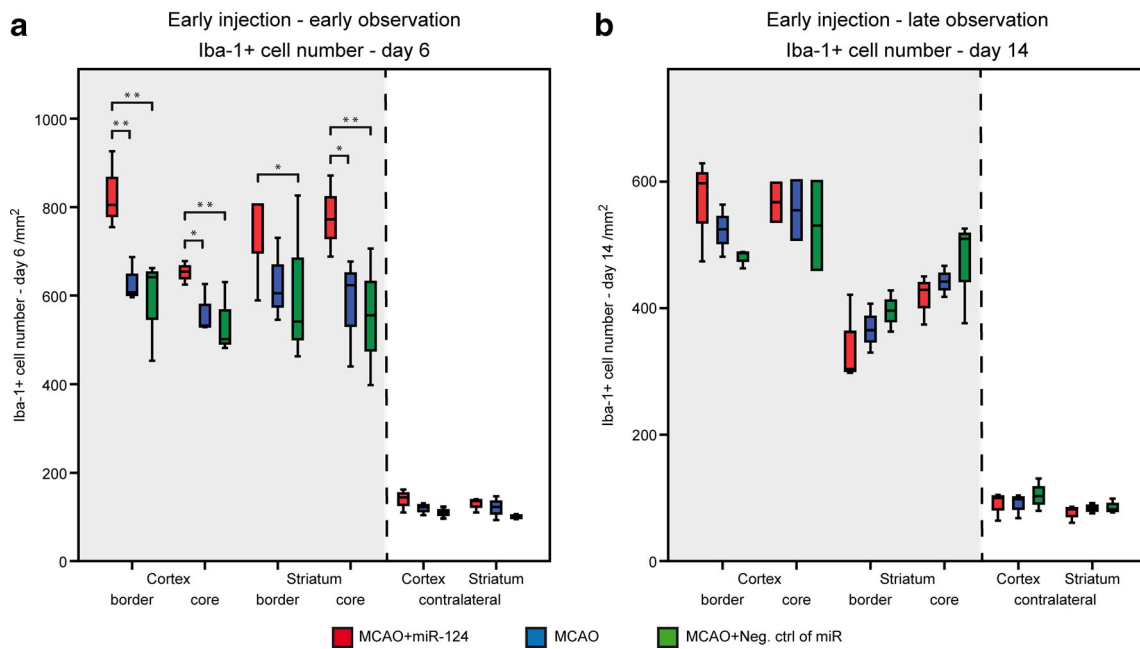 a
Early injection - early observation
Iba-1+ cell number - day 6
Iba-1+ cell number - day 6 /mm²
1000
800
600
400
200
0
* *
* *
* *
*
*
* *
*
Cortex
Striatum
Cortex
Striatum
border
core
border
core
contralateral
b
Early injection - late observation
Iba-1+ cell number - day 14
Iba-1+ cell number - day 14 /mm²
600
400
200
0
Cortex
Striatum
Cortex
Striatum
border
core
border
core
contralateral
MCAO+miR-124
MCAO
MCAO+Neg. ctrl of miR